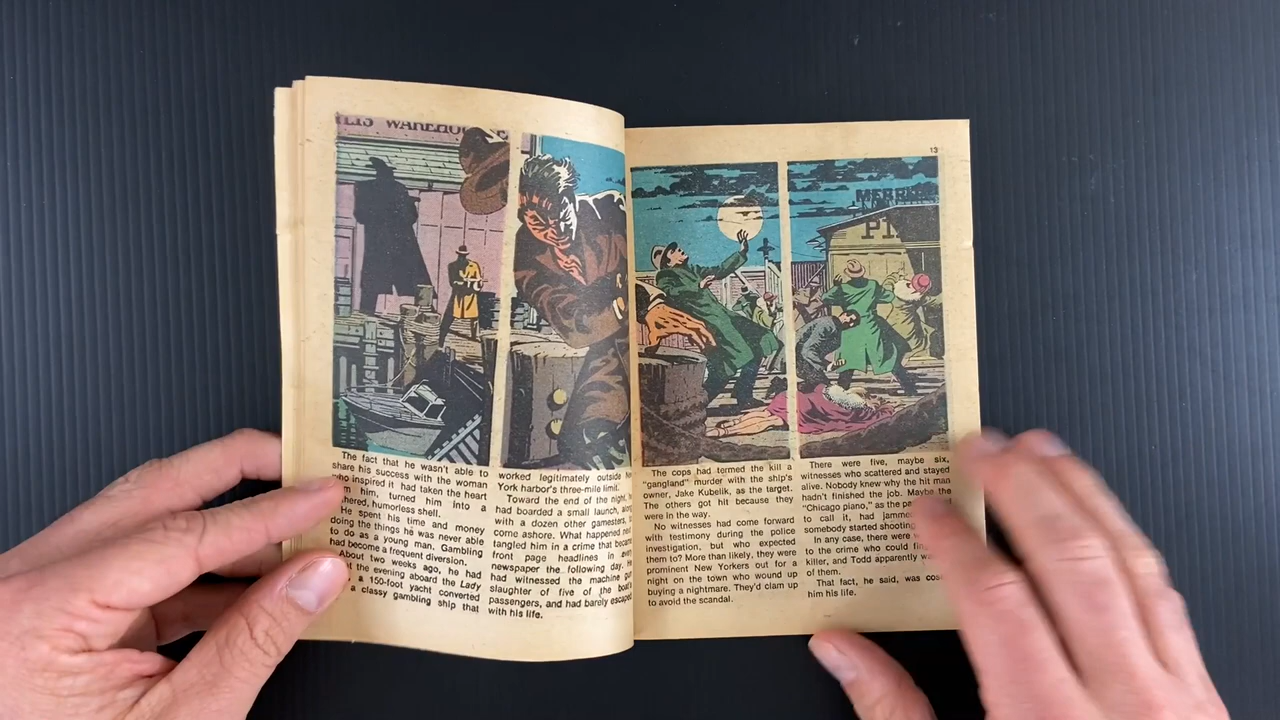 WAREHOUSE
The fact that he wasn't able to
share his success with the woman
who inspired it had taken the heart
him, turned him into a
humorless shell.
He spent his time and money
doing the things he was never able
to do as a young man. Gambling
had become a frequent diversion.
About two weeks ago, he had
the evening aboard the Lady
a 150-foot yacht converted
a classy gambling ship that
worked legitimately outside
York harbor's three-mile limit.
Toward the end of the night,
had boarded a small launch,
with a dozen other gamesters,
come ashore. What happened
tangled him in a crime that became
front page headlines in
newspaper the following day. He
had witnessed the machine gun
slaughter of five of the boat's
passengers, and had barely escaped
with his life.
13
The cops had termed the kill a
"gangland" murder with the ship's
owner, Jake Kubelik, as the target.
The others got hit because they
were in the way.
No witnesses had come forward
with testimony during the police
investigation, but who expected
them to? More than likely, they were
prominent New Yorkers out for a
night on the town who wound up
buying a nightmare. They'd clam up
to avoid the scandal.
There were five, maybe six,
witnesses who scattered and stayed
alive. Nobody knew why the hit man
hadn't finished the job. Maybe the
"Chicago piano," as the
to call it, had
somebody started shooting
In any case, there were
to the crime who could
killer, and Todd apparently
of them.
That fact, he said, was
him his life.